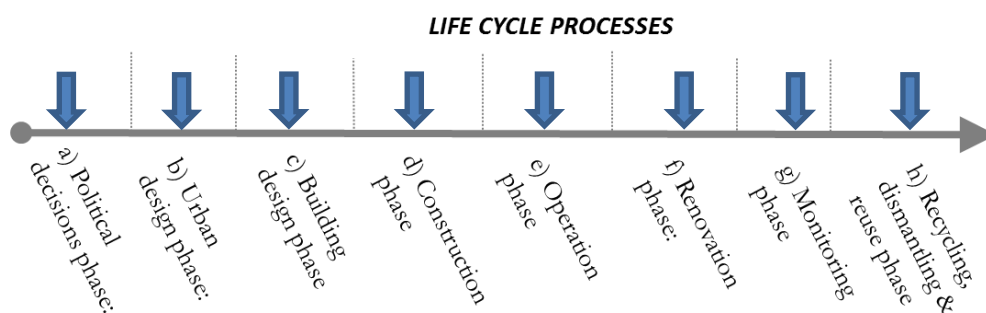 LIFE CYCLE PROCESSES
a) Political
decisions phase:
b) Urban
design phase:
c) Building
design phase
d) Construction
phase
e) Operation
phase
f) Renovation
phase:
g) Monitoring
phase
h) Recycling,
dismantling &
reuse phase